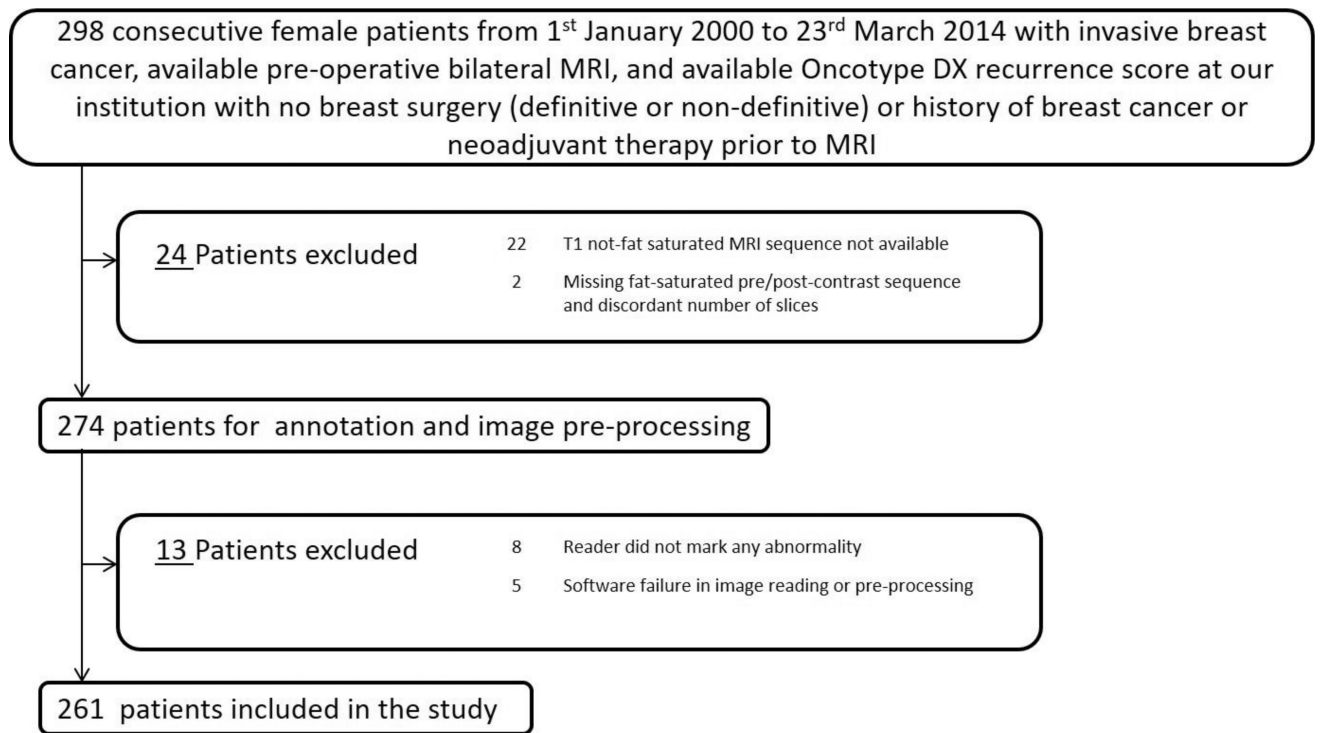 298 consecutive female patients from 1st January 2000 to 23rd March 2014 with invasive breast
cancer, available pre-operative bilateral MRI, and available Oncotype DX recurrence score at our
institution with no breast surgery (definitive or non-definitive) or history of breast cancer or
neoadjuvant therapy prior to MRI
24 Patients excluded
22 T1 not-fat saturated MRI sequence not available
2 Missing fat-saturated pre/post-contrast sequence
and discordant number of slices
274 patients for annotation and image pre-processing
13 Patients excluded
8 Reader did not mark any abnormality
5 Software failure in image reading or pre-processing
261 patients included in the study